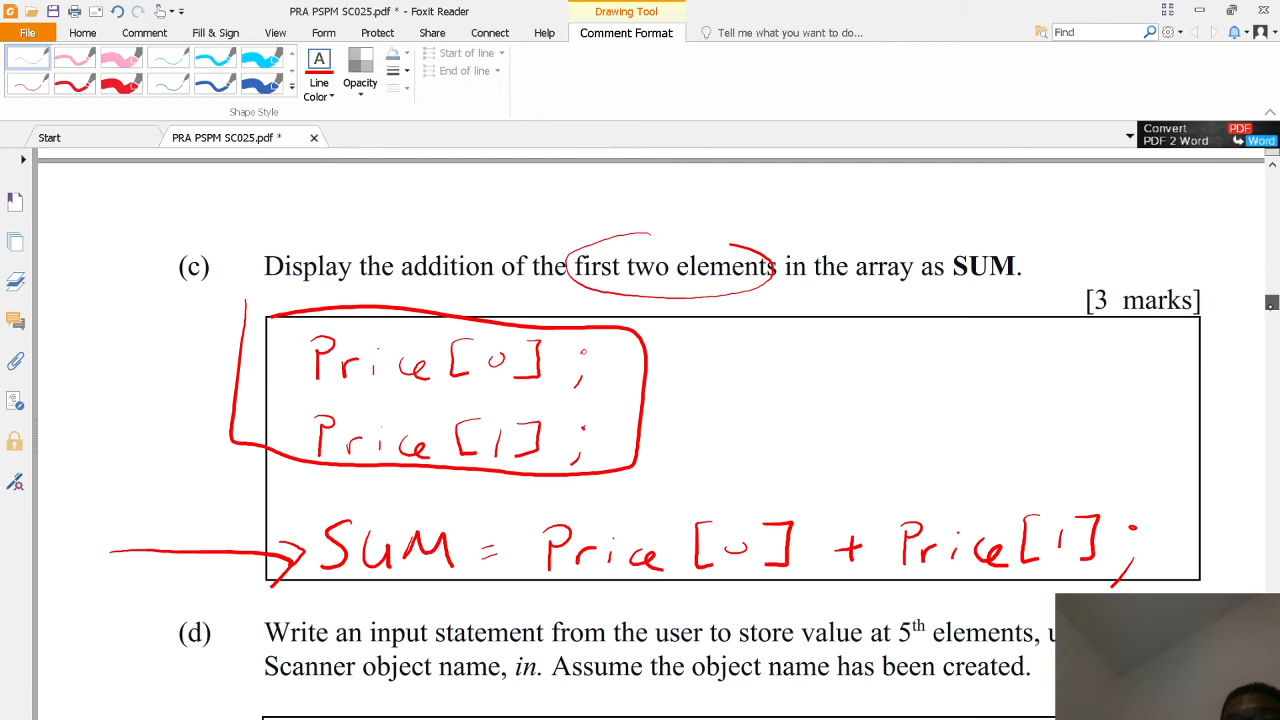 PRA PSPM SC025.pdf * - Foxit Reader
Drawing Tool
File Home Comment Fill & Sign View Form Protect Share Connect Help Comment Format Tell me what you want to do... Find
Start of line
End of line
Line Color
Opacity
Shape Style
Start
PRA PSPM SC025.pdf *
Convert PDF
PDF 2 Word Word
(c) Display the addition of the first two elements in the array as SUM.
[3 marks]
Price[0];
Price[1];
SUM = Price[0] + Price[1];
(d) Write an input statement from the user to store value at 5th elements, u
Scanner object name, in. Assume the object name has been created.